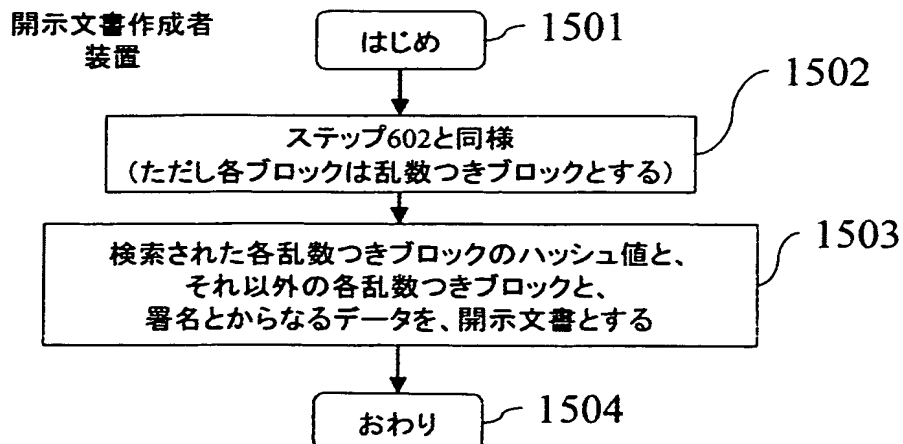 開示文書作成者
装置
はじめ
1501
1502
ステップ602と同様
(ただし各ブロックは乱数つきブロックとする)
1503
検索された各乱数つきブロックのハッシュ値と、
それ以外の各乱数つきブロックと、
署名とからなるデータを、開示文書とする
おわり
1504